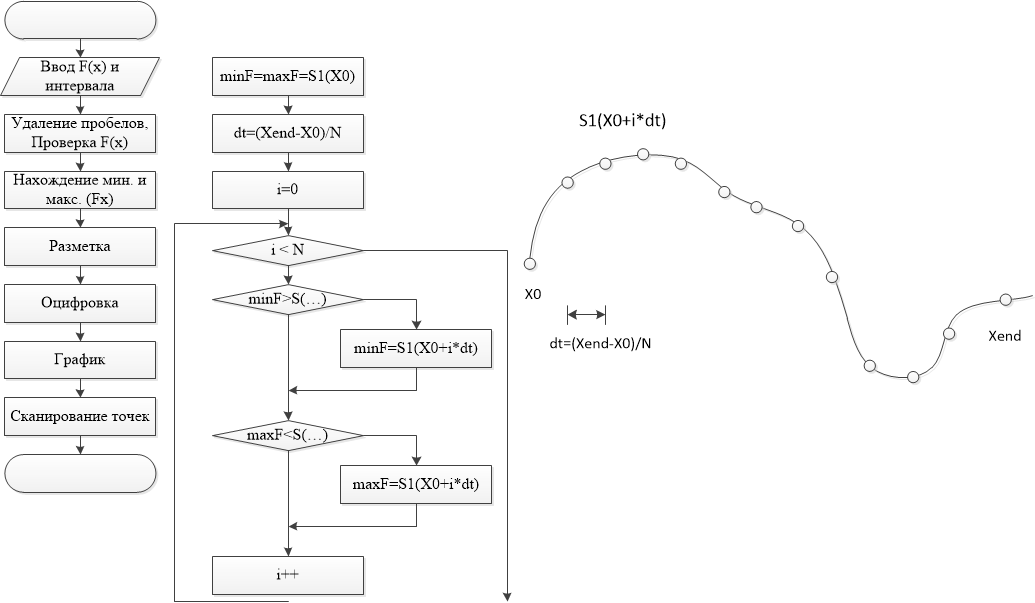 Ввод F(x) и
интервала
Удаление пробелов,
Проверка F(x)
Нахождение мин. и
макс. (Fx)
Разметка
Оцифровка
График
Сканирование точек
minF=maxF=S1(X0)
dt=(Xend-X0)/N
i=0
i < N
minF>S(…)
minF=S1(X0+i*dt)
maxF<S(…)
maxF=S1(X0+i*dt)
i++
S1(X0+i*dt)
X0
dt=(Xend-X0)/N
Xend